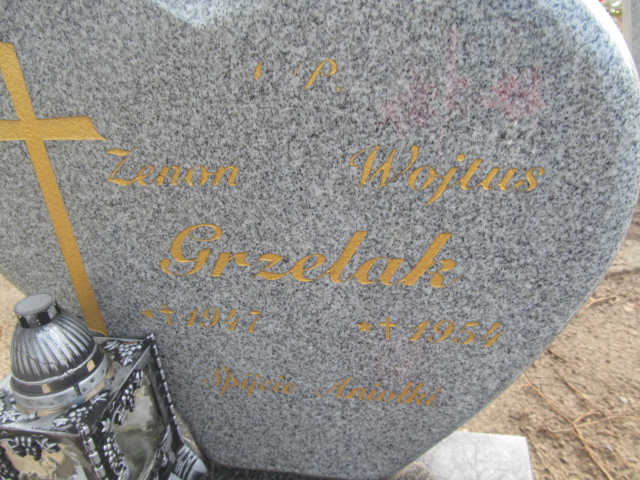 Ś. P.
Zenon Wojtuś
Grzelak
*✝1947 *✝1954
Śpijcie Aniołki